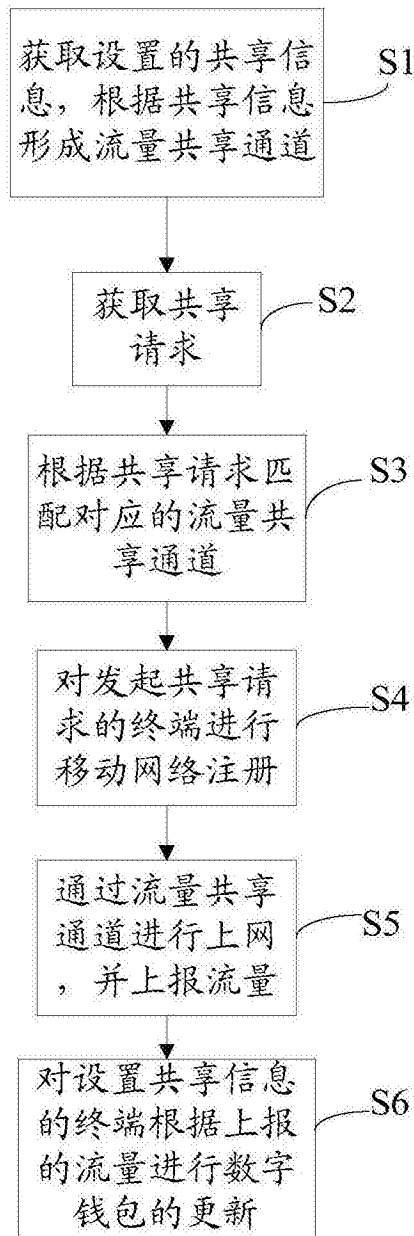 获取设置的共享信
息，根据共享信息
形成流量共享通道
S1
获取共享
请求
S2
根据共享请求匹
配对应的流量共
享通道
S3
对发起共享请
求的终端进行
移动网络注册
S4
通过流量共享
通道进行上网
，并上报流量
S5
对设置共享信息
的终端根据上报
的流量进行数字
钱包的更新
S6